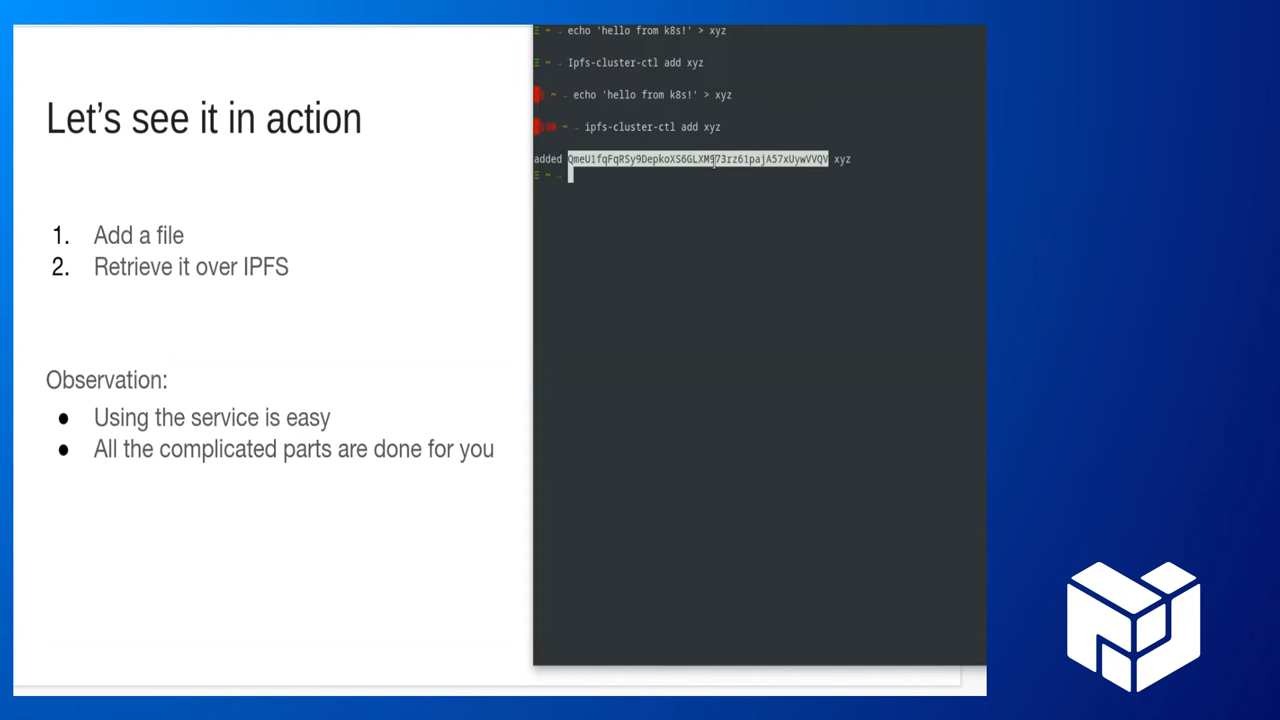 Let's see it in action
1. Add a file
2. Retrieve it over IPFS
Observation:
● Using the service is easy
● All the complicated parts are done for you
~ → echo 'hello from k8s!' > xyz
~ → Ipfs-cluster-ctl add xyz
~ → echo 'hello from k8s!' > xyz
~ → ipfs-cluster-ctl add xyz
added QmeU1fqFqRSy9DepkoXS6GLXM973rz61pajA57xUywVVQV xyz
~ →